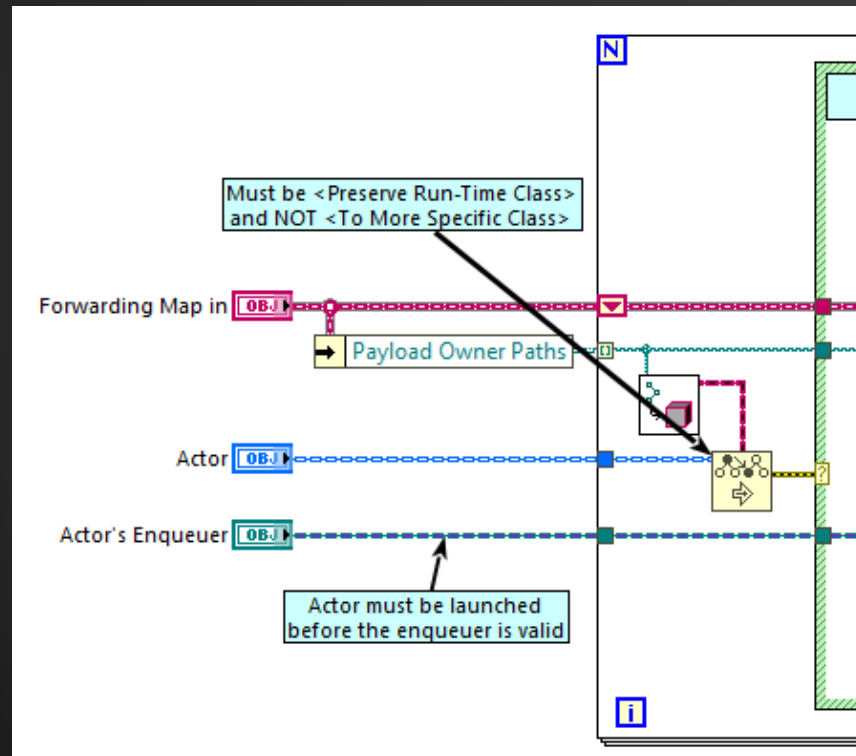 N
Must be <Preserve Run-Time Class>
and NOT <To More Specific Class>
Forwarding Map in
OBJ
Payload Owner Paths
[]
Actor
OBJ
?
Actor's Enqueuer
OBJ
Actor must be launched
before the enqueuer is valid
i